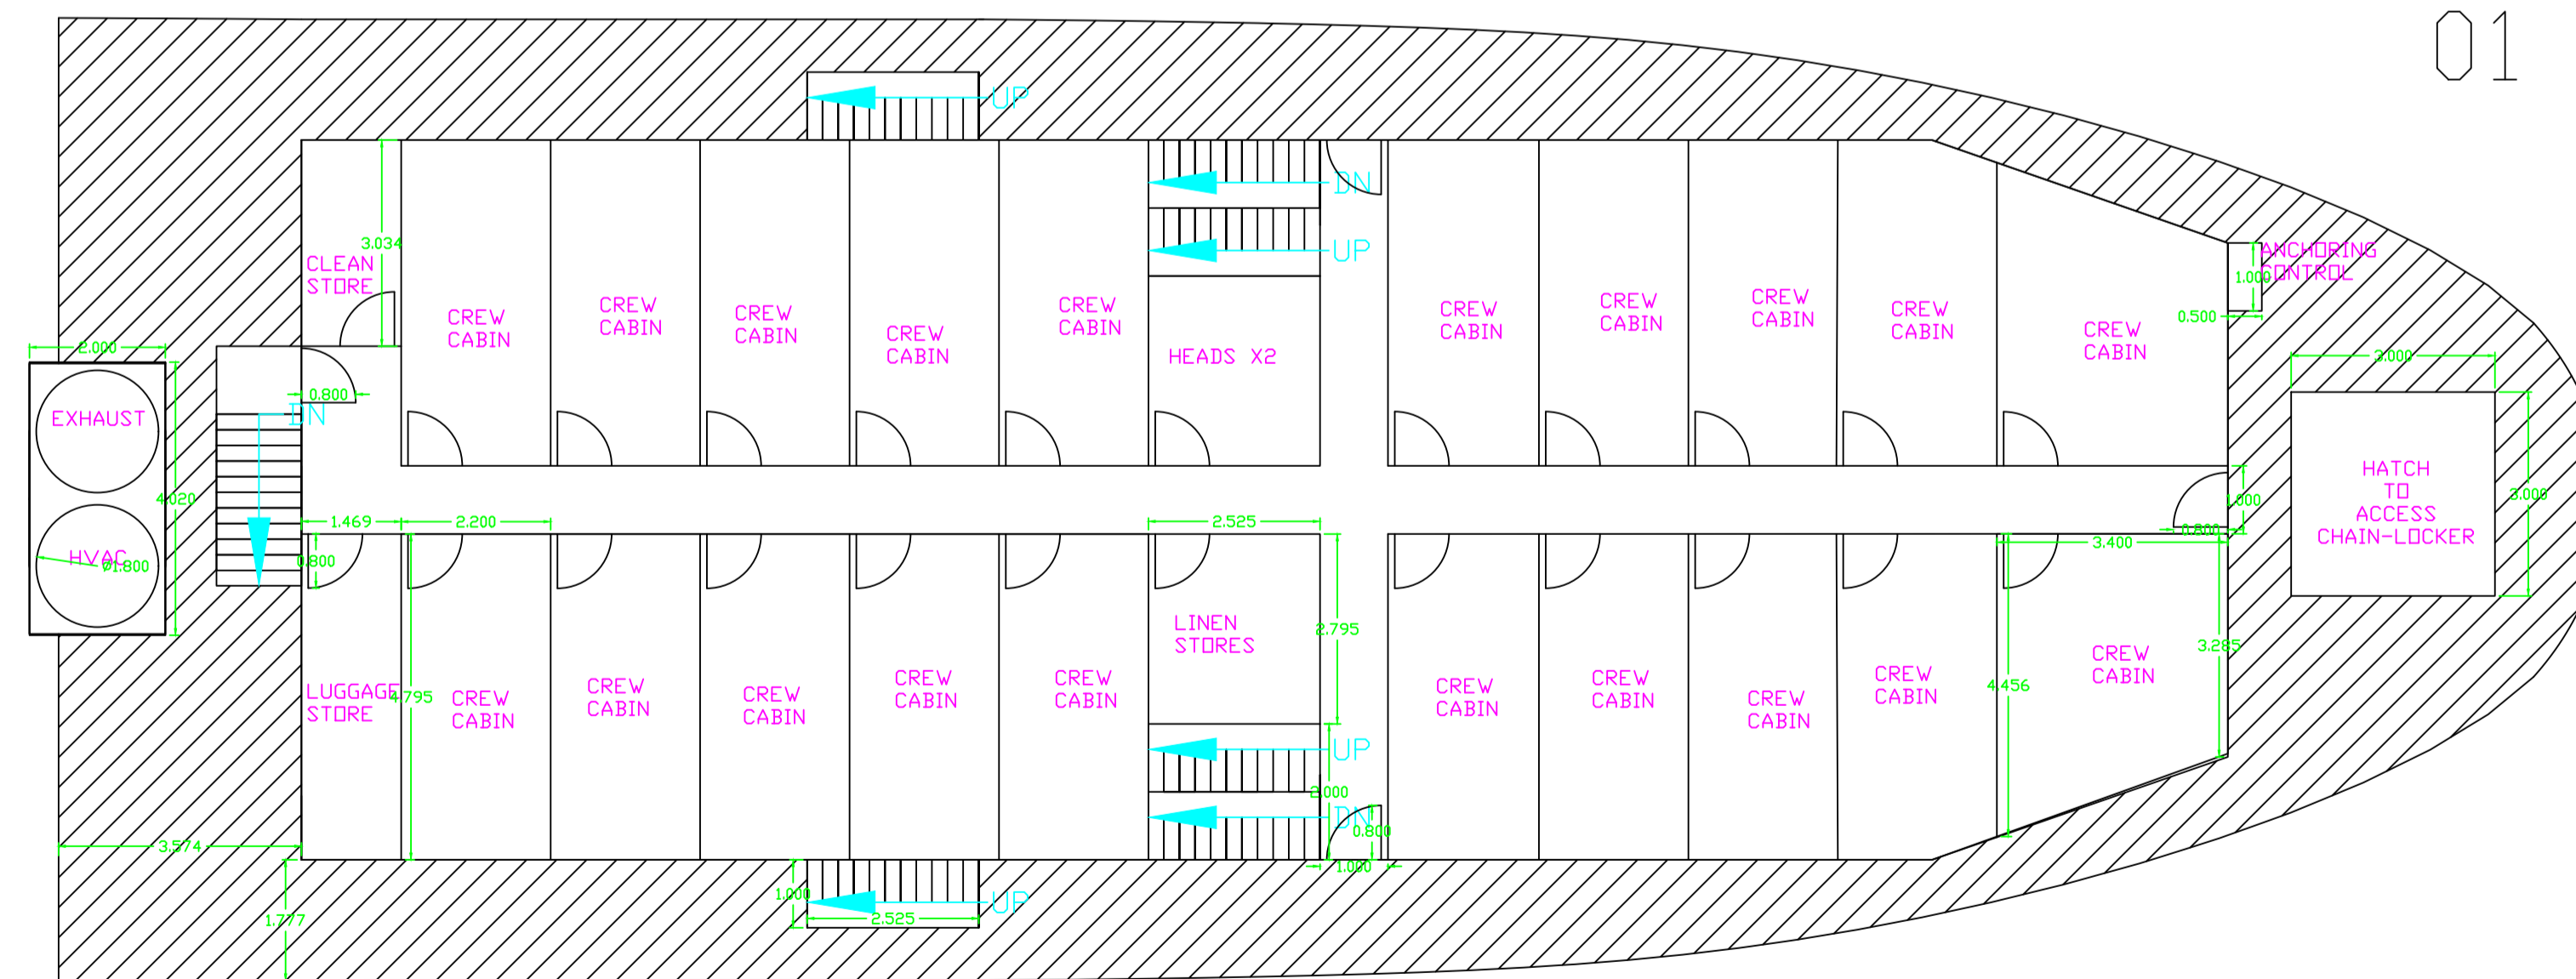 01
UP
DN
UP
3.034
CLEAN
STORE
CREW
CABIN
CREW
CABIN
CREW
CABIN
CREW
CABIN
CREW
CABIN
HEADS X2
CREW
CABIN
CREW
CABIN
CREW
CABIN
CREW
CABIN
CREW
CABIN
ANCHORING
CONTROL
1.000
0.500
2.000
3.000
EXHAUST
0.800
DN
4.020
HVAC
Ø1.800
HATCH
TO
ACCESS
CHAIN-LOCKER
3.000
1.000
0.800
1.469
2.200
2.525
3.400
0.800
LUGGAGE
STORE
4.795
CREW
CABIN
CREW
CABIN
CREW
CABIN
CREW
CABIN
CREW
CABIN
LINEN
STORES
2.795
CREW
CABIN
CREW
CABIN
CREW
CABIN
CREW
CABIN
4.456
CREW
CABIN
3.285
UP
2.000
DN
0.800
1.000
3.574
1.777
1.000
2.525
UP